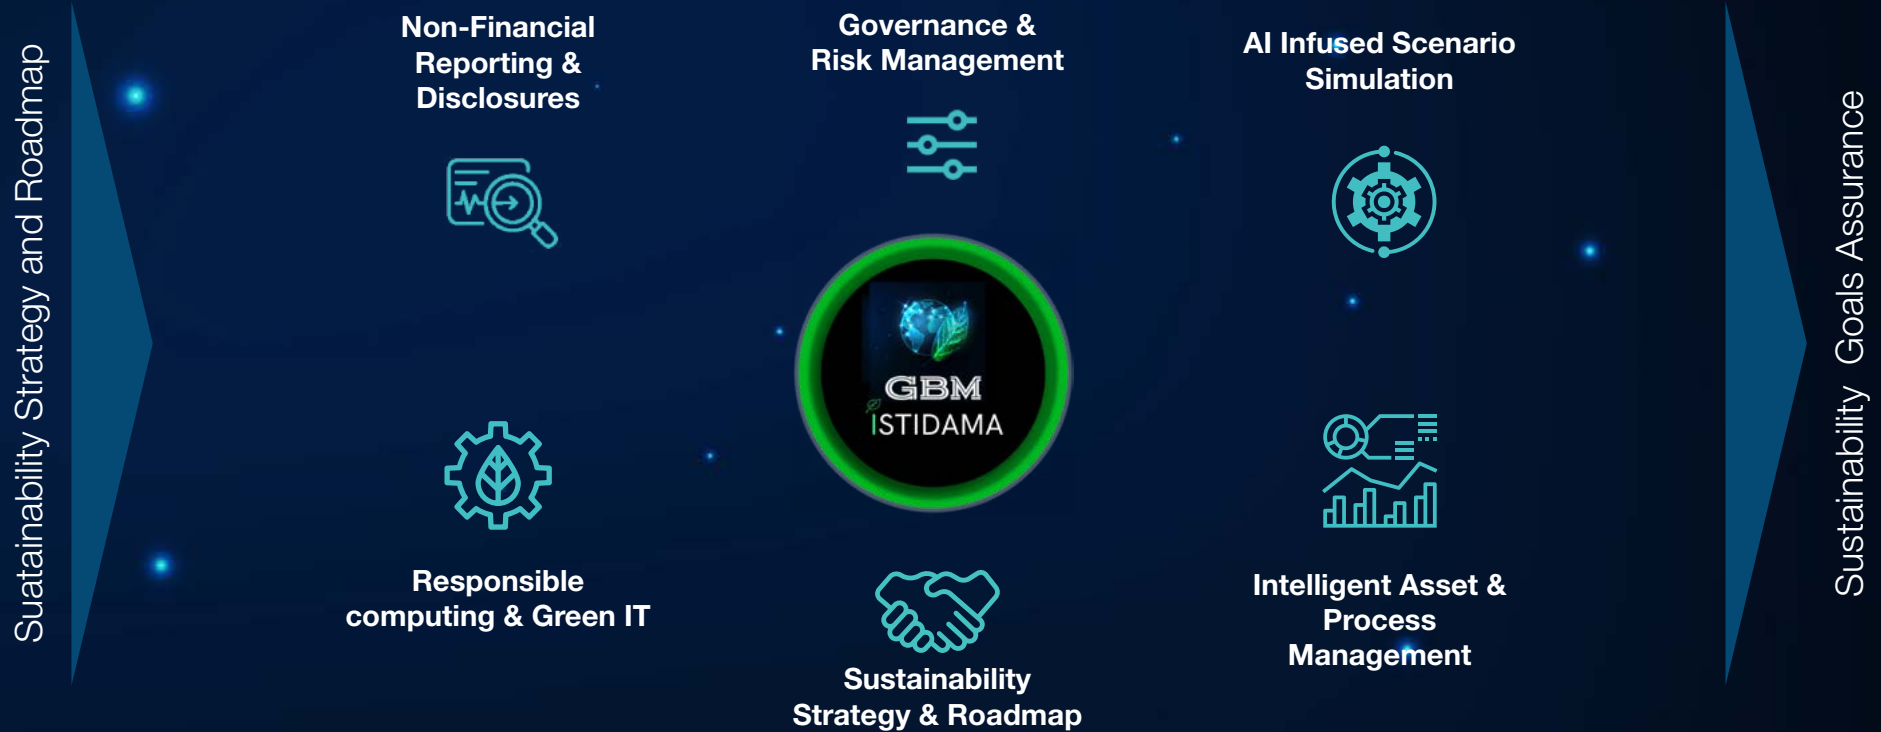 Suatainability Strategy and Roadmap
Non-Financial
Reporting &
Disclosures
Governance &
Risk Management
AI Infused Scenario
Simulation
GBM
iSTIDAMA
Responsible
computing & Green IT
Sustainability
Strategy & Roadmap
Intelligent Asset &
Process
Management
Sustainability Goals Assurance